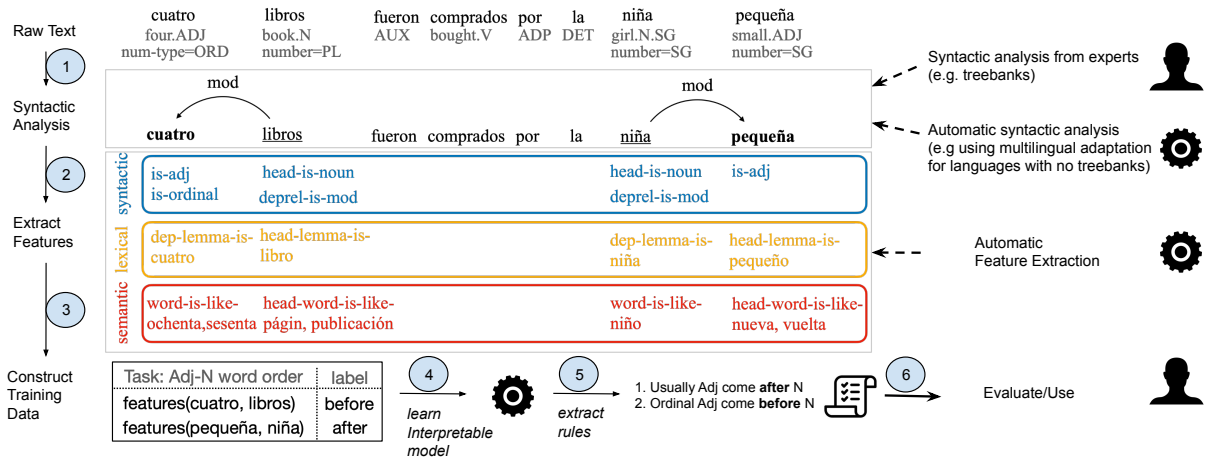 cuatro libros fueron comprados por la niña pequeña
Raw Text
four.ADJ book.N AUX bought.V ADP DET girl.N.SG small.ADJ
num-type=ORD number=PL number=SG number=SG
1
Syntactic analysis from experts
(e.g. treebanks)
mod mod
Syntactic
Analysis
cuatro libros fueron comprados por la niña pequeña
Automatic syntactic analysis
(e.g using multilingual adaptation
for languages with no treebanks)
2
syntactic
is-adj head-is-noun head-is-noun is-adj
is-ordinal deprel-is-mod deprel-is-mod
Extract
Features
lexical
dep-lemma-is- head-lemma-is- dep-lemma-is- head-lemma-is-
cuatro libro niña pequeño
Automatic
Feature Extraction
3
semantic
word-is-like- head-word-is-like- word-is-like- head-word-is-like-
ochenta,sesenta págin, publicación niño nueva, vuelta
Construct
Training
Data
Task: Adj-N word order label
features(cuatro, libros) before
features(pequeña, niña) after
4
learn
Interpretable
model
5
extract
rules
1. Usually Adj come after N
2. Ordinal Adj come before N
6
Evaluate/Use